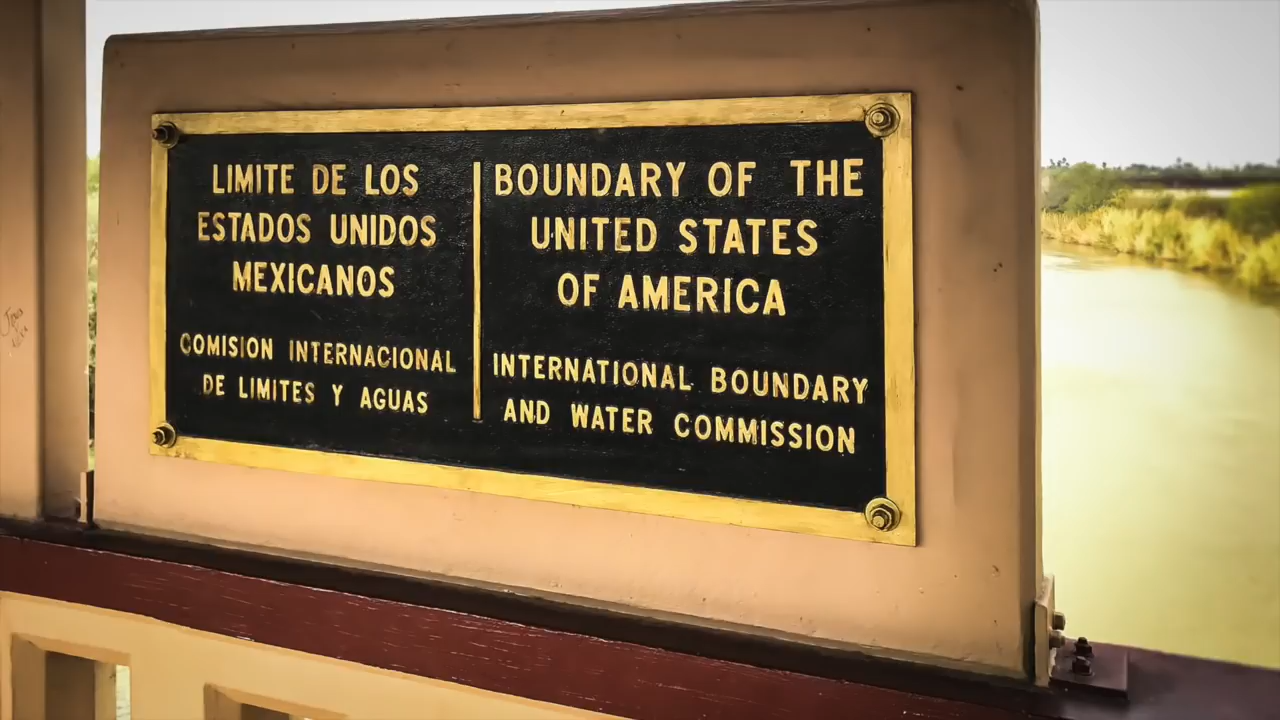 LIMITE DE LOS
ESTADOS UNIDOS
MEXICANOS
COMISION INTERNACIONAL
DE LIMITES Y AGUAS
BOUNDARY OF THE
UNITED STATES
OF AMERICA
INTERNATIONAL BOUNDARY
AND WATER COMMISSION